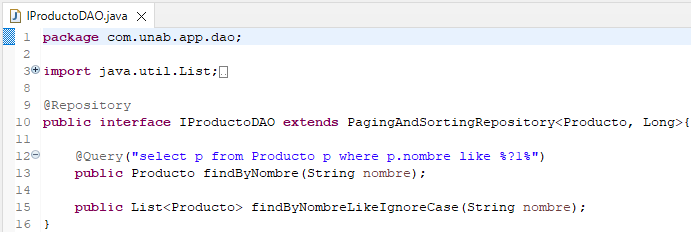 IProductoDAO.java
1 package com.unab.app.dao;
2
3 import java.util.List;
8
9 @Repository
10 public interface IProductoDAO extends PagingAndSortingRepository<Producto, Long>{
11
12 @Query("select p from Producto p where p.nombre like %?1%")
13 public Producto findByNombre(String nombre);
14
15 public List<Producto> findByNombreLikeIgnoreCase(String nombre);
16 }